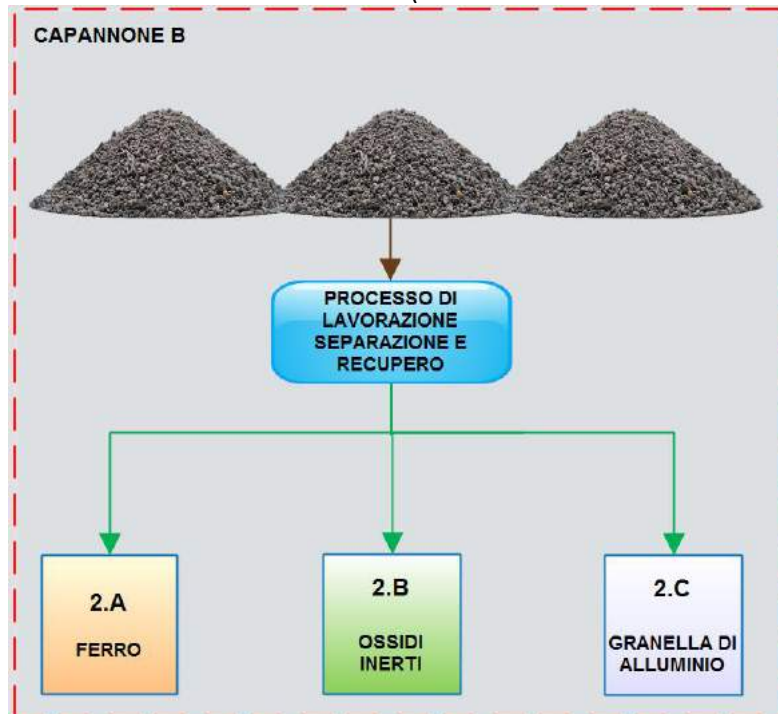 CAPANNONE B
PROCESSO DI
LAVORAZIONE
SEPARAZIONE E
RECUPERO
2.A
FERRO
2.B
OSSIDI
INERTI
2.C
GRANELLA DI
ALLUMINIO